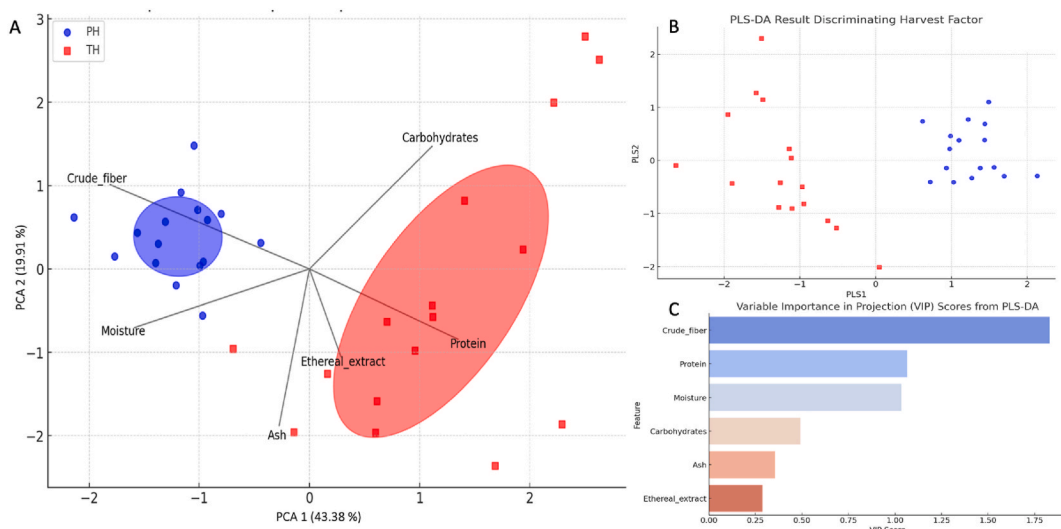 A
PH
TH
3
2
1
0
−1
−2
−2
−1
0
1
2
PCA 2 (19.91 %)
PCA 1 (43.38 %)
Carbohydrates
Crude_fiber
Moisture
Protein
Ethereal_extract
Ash
B
PLS-DA Result Discriminating Harvest Factor
2
1
0
−1
−2
PLS2
−2
−1
0
1
2
PLS1
C
Variable Importance in Projection (VIP) Scores from PLS-DA
Crude_fiber
Protein
Moisture
Carbohydrates
Ash
Ethereal_extract
Feature
0.00
0.25
0.50
0.75
1.00
1.25
1.50
1.75